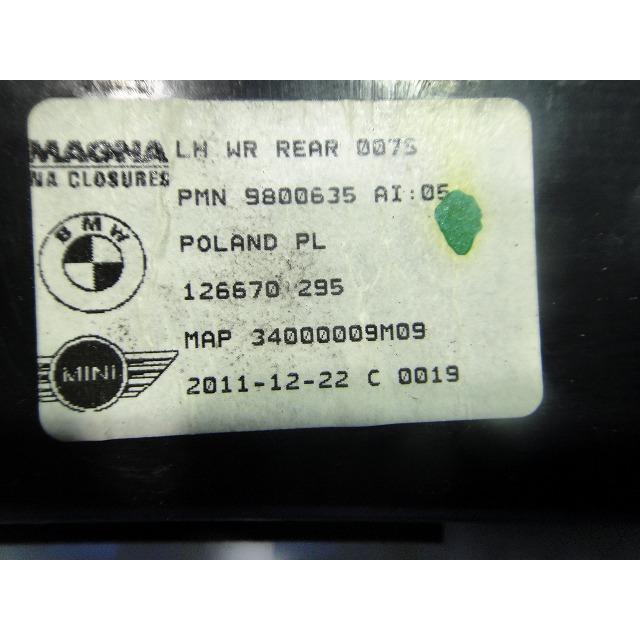 MAGNA
NA CLOSURES
LH WR REAR 0075
PMN 9800635 AI:05
POLAND PL
126670 295
MAP 34000009M09
2011-12-22 C 0019
BMW
MINI